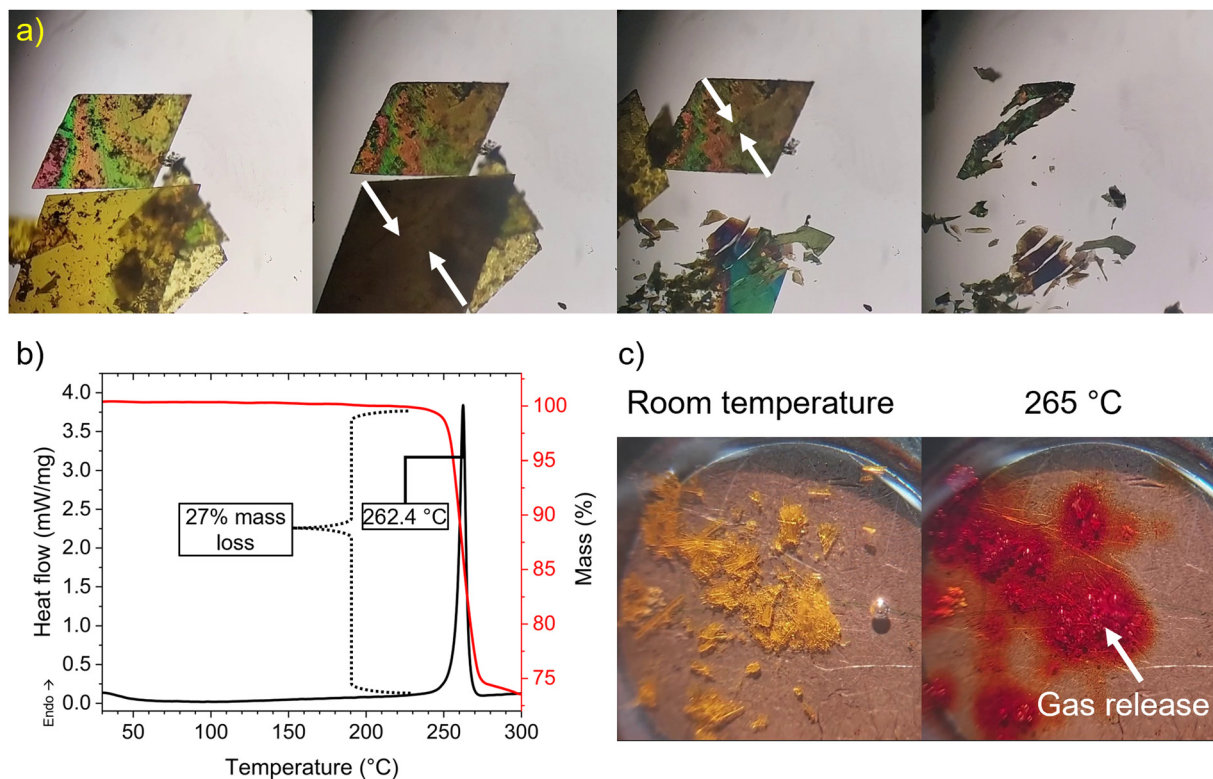 a)
b)
4.0
3.5
3.0
2.5
2.0
1.5
1.0
0.5
0.0
Heat flow (mW/mg)
Endo →
27% mass
loss
262.4 °C
100
95
90
85
80
75
Mass (%)
50 100 150 200 250 300
Temperature (°C)
c)
Room temperature
265 °C
Gas release